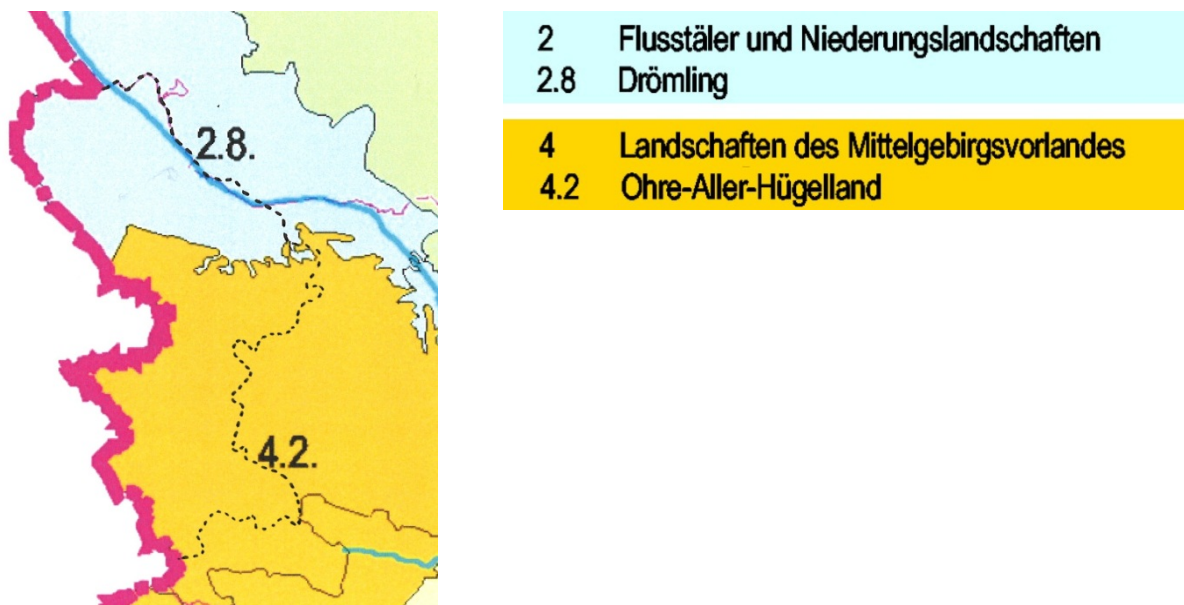 2.8.
4.2.
2 Flusstäler und Niederungslandschaften
2.8 Drömling
4 Landschaften des Mittelgebirgsvorlandes
4.2 Ohre-Aller-Hügelland